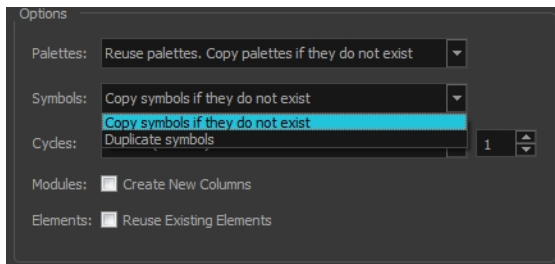 Options
Palettes: Reuse palettes. Copy palettes if they do not exist
Symbols: Copy symbols if they do not exist
Copy symbols if they do not exist
Duplicate symbols
Cycles: 1
Modules: Create New Columns
Elements: Reuse Existing Elements